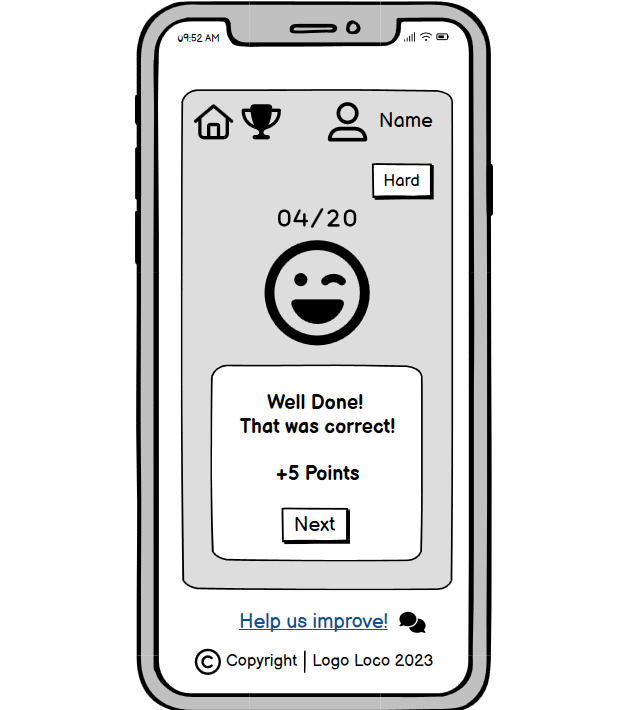 09:52 AM
Name
Hard
04/20
Well Done!
That was correct!
+5 Points
Next
Help us improve!
© Copyright | Logo Loco 2023